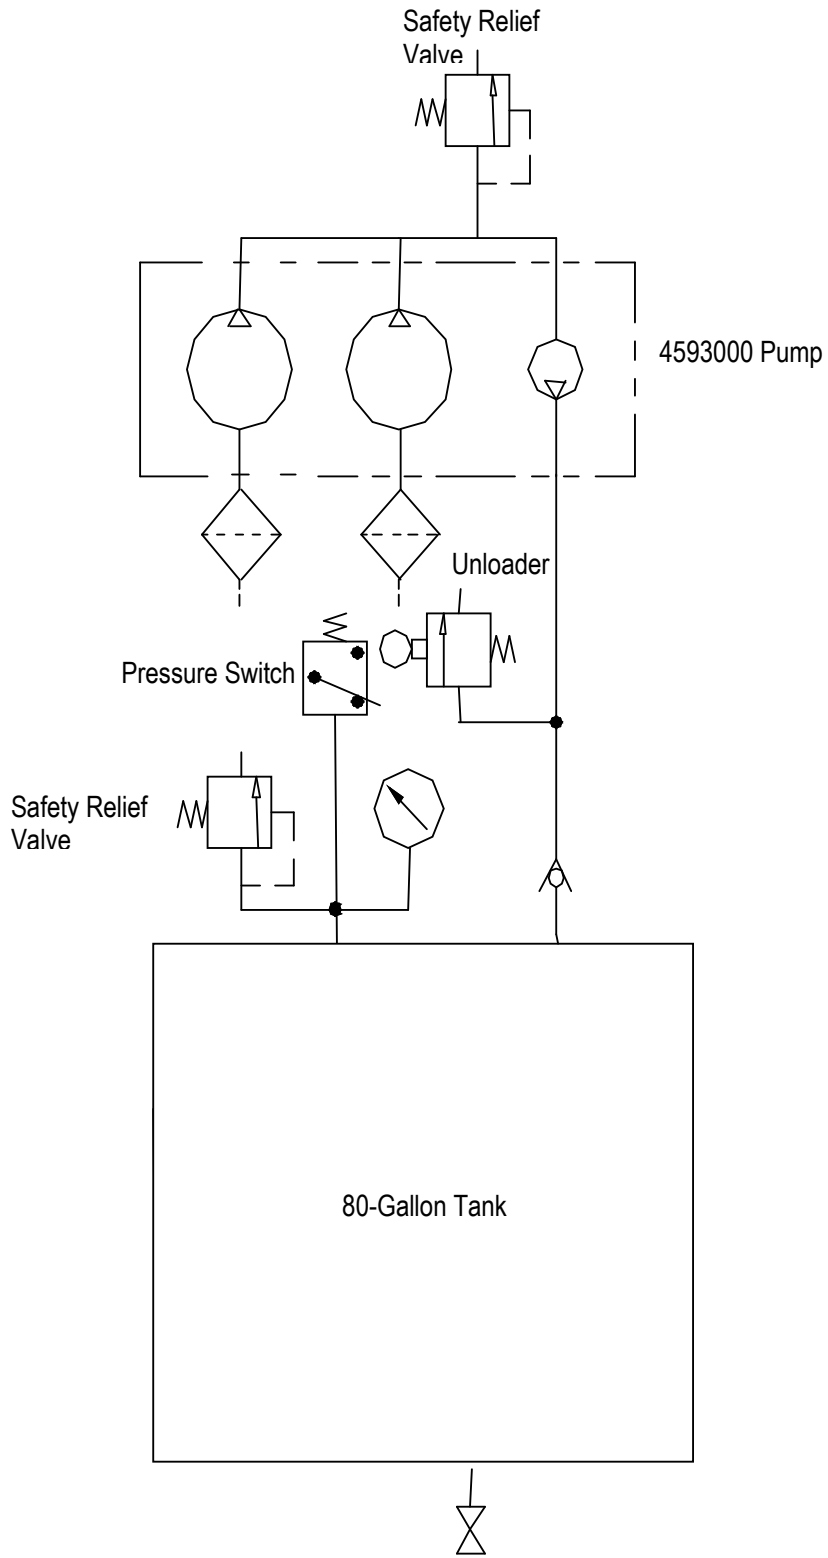 Safety Relief
Valve
4593000 Pump
Unloader
Pressure Switch
Safety Relief
Valve
80-Gallon Tank